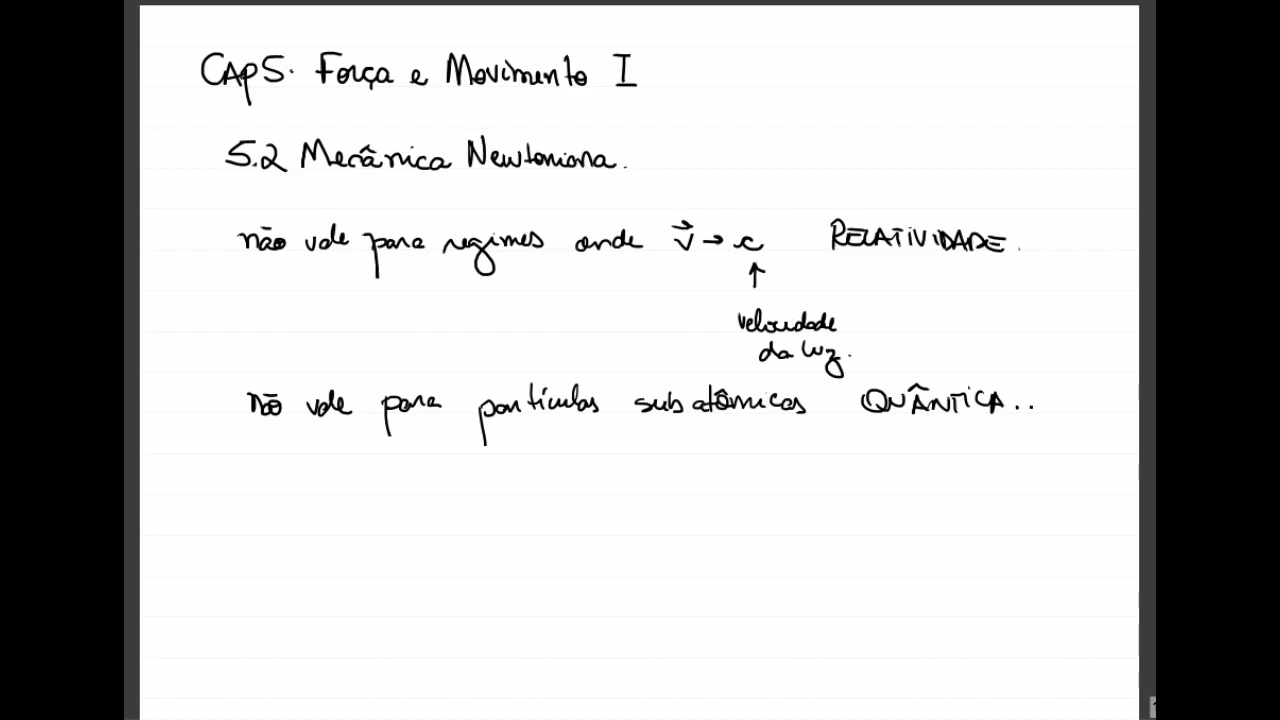 CAP5. Força e Movimento I
5.2 Mecânica Newtoniana.
não vale para regimes onde v⃗ → c RELATIVIDADE.
↑
velocidade
da luz.
não vale para partículas subatômicas QUÂNTICA..